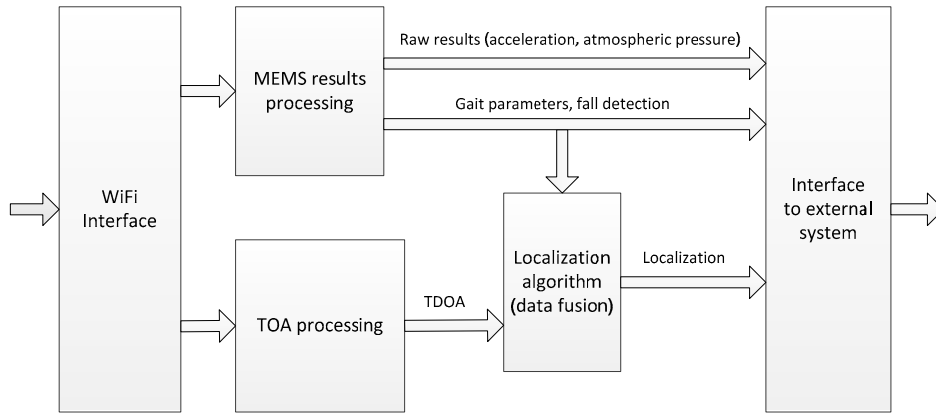 Raw results (acceleration, atmospheric pressure)
MEMS results
processing
Gait parameters, fall detection
WiFi
Interface
Interface
to external
system
Localization
algorithm
(data fusion)
Localization
TDOA
TOA processing